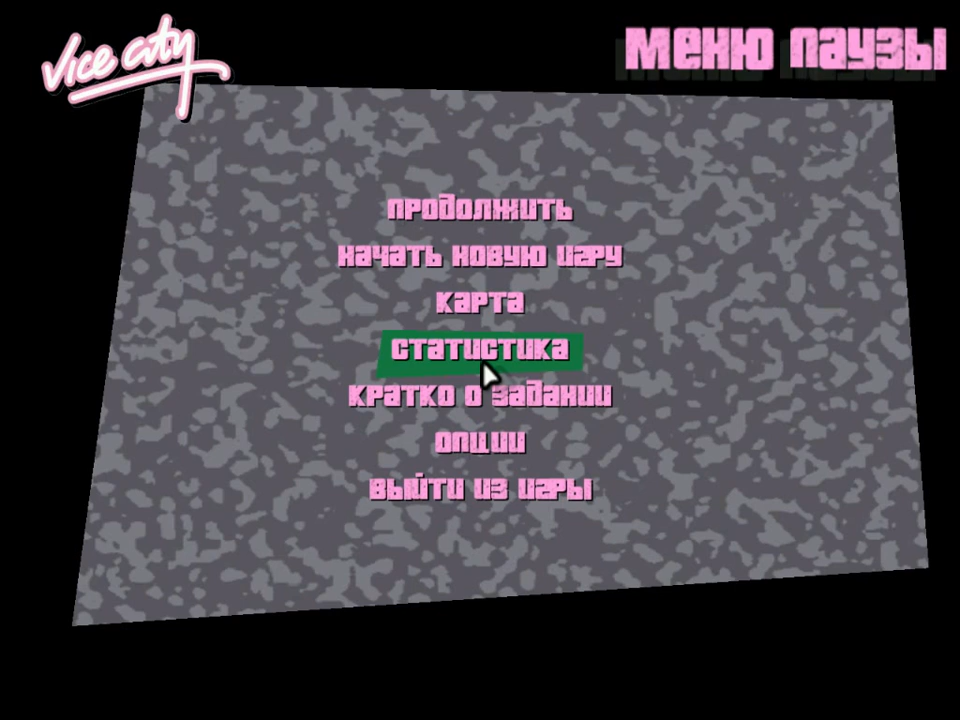 vice city
меню паузы
продолжить
начать новую игру
карта
статистика
кратко о задании
опции
выйти из игры